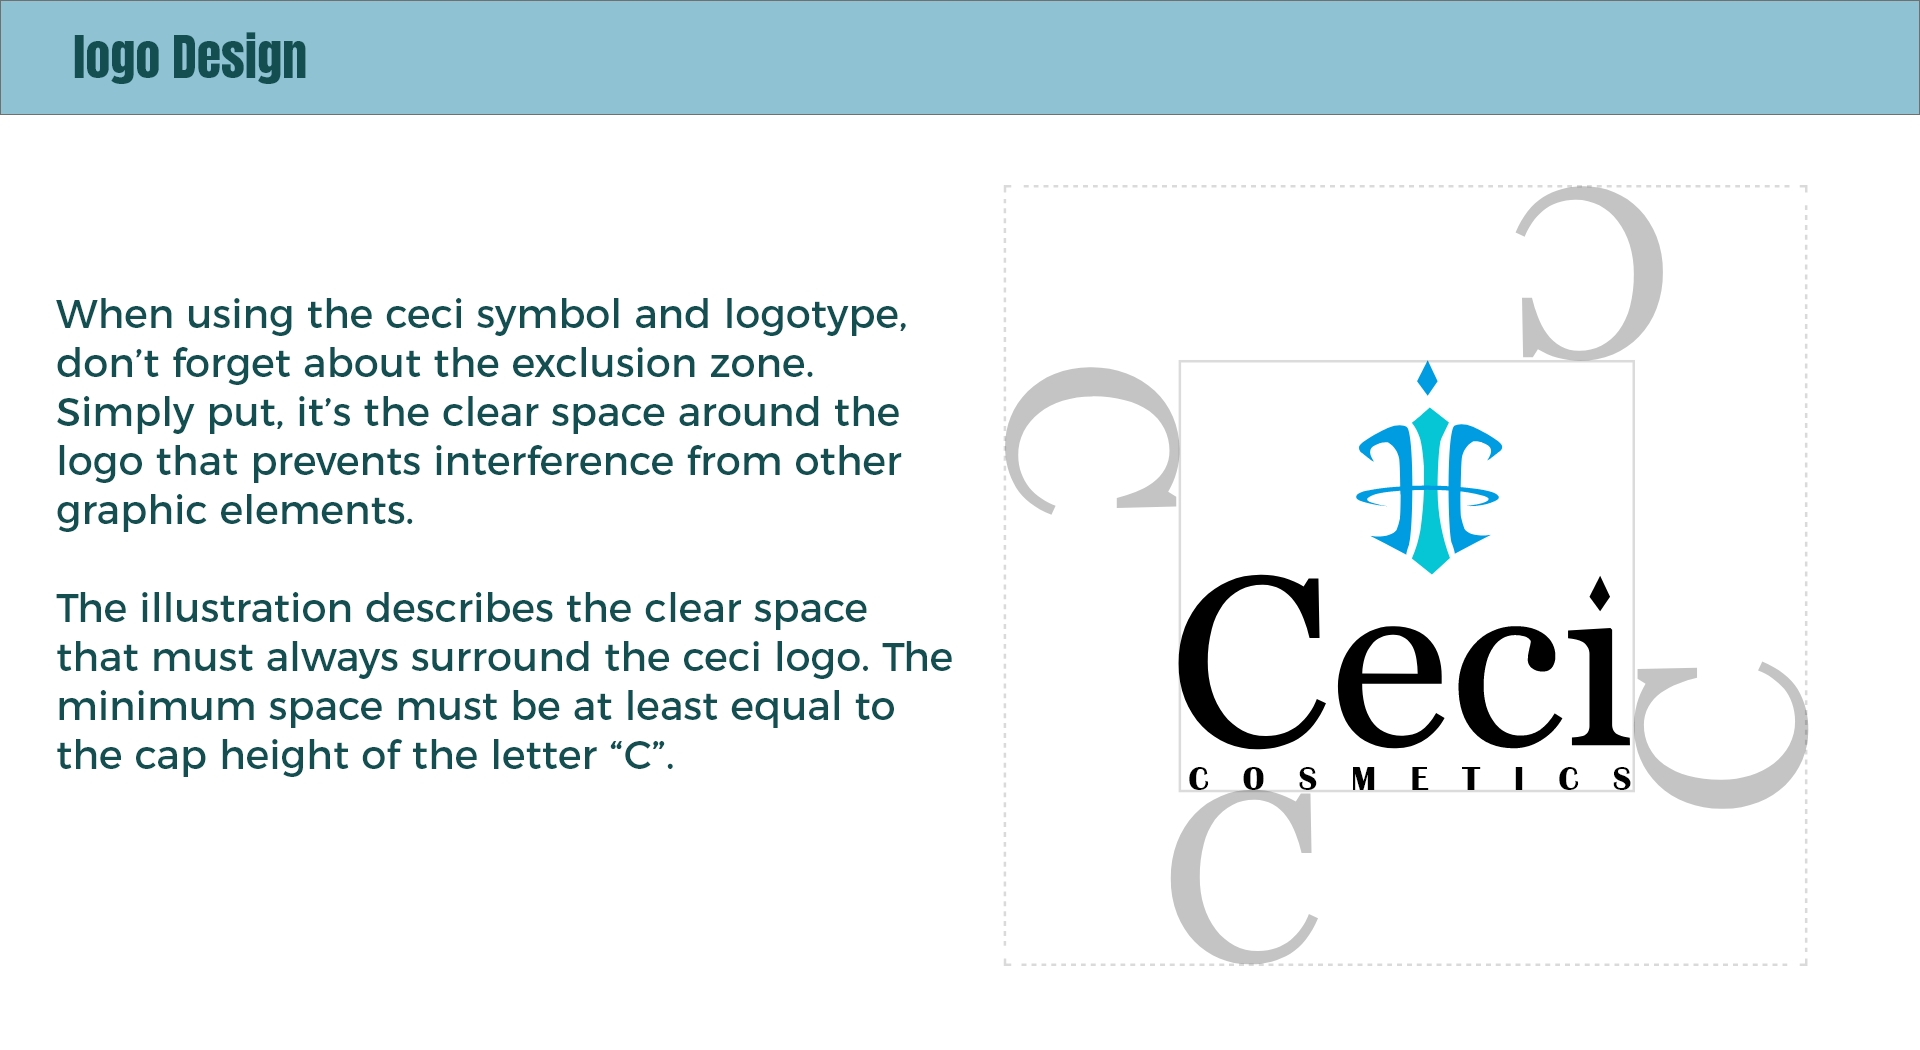 logo Design
When using the ceci symbol and logotype,
don’t forget about the exclusion zone.
Simply put, it’s the clear space around the
logo that prevents interference from other
graphic elements.
The illustration describes the clear space
that must always surround the ceci logo. The
minimum space must be at least equal to
the cap height of the letter “C”.
C
C
Ceci
C
COSMETICS
C